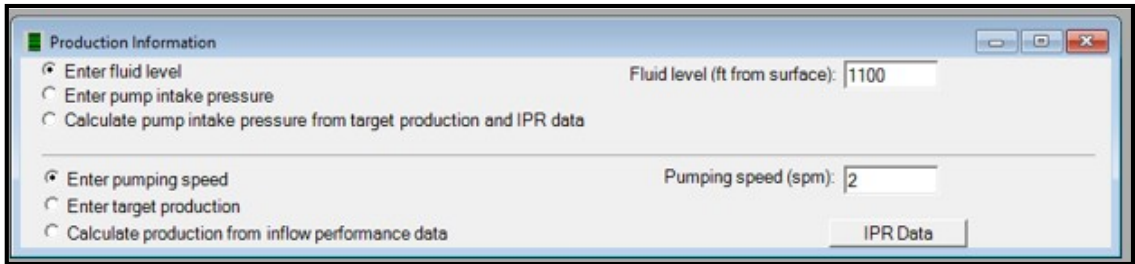 Production Information
Enter fluid level
Fluid level (ft from surface): 1100
Enter pump intake pressure
Calculate pump intake pressure from target production and IPR data
Enter pumping speed
Pumping speed (spm): 2
Enter target production
Calculate production from inflow performance data
IPR Data